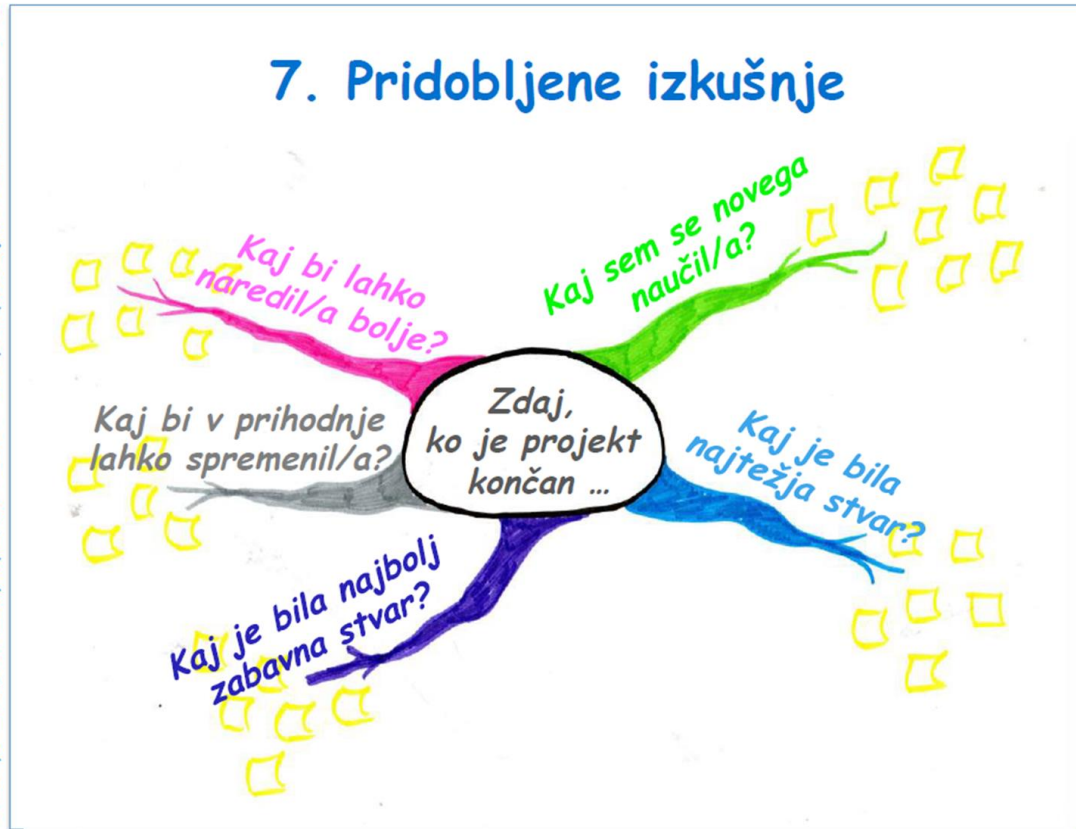 7. Pridobljene izkušnje
Kaj bi lahko
naredil/a bolje?
Kaj sem se novega
naučil/a?
Kaj bi v prihodnje
lahko spremenil/a?
Zdaj,
ko je projekt
končan ...
Kaj je bila
najtežja stvar?
Kaj je bila najbolj
zabavna stvar?